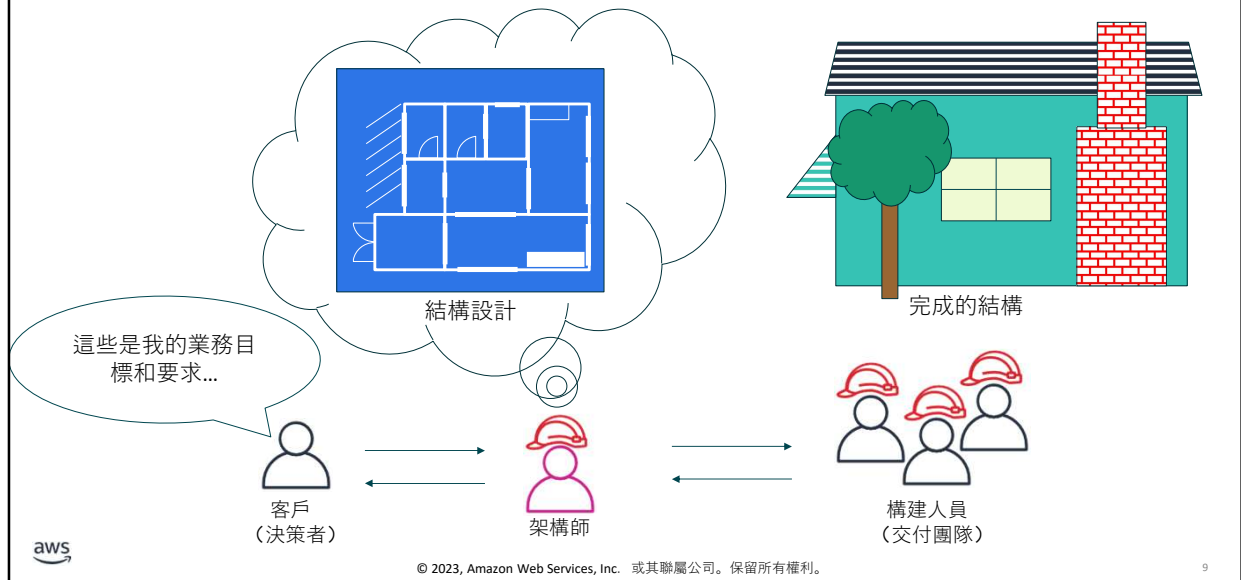 結構設計
完成的結構
這些是我的業務目
標和要求...
客戶
（決策者）
架構師
構建人員
（交付團隊）
aws
© 2023, Amazon Web Services, Inc. 或其聯屬公司。保留所有權利。
9